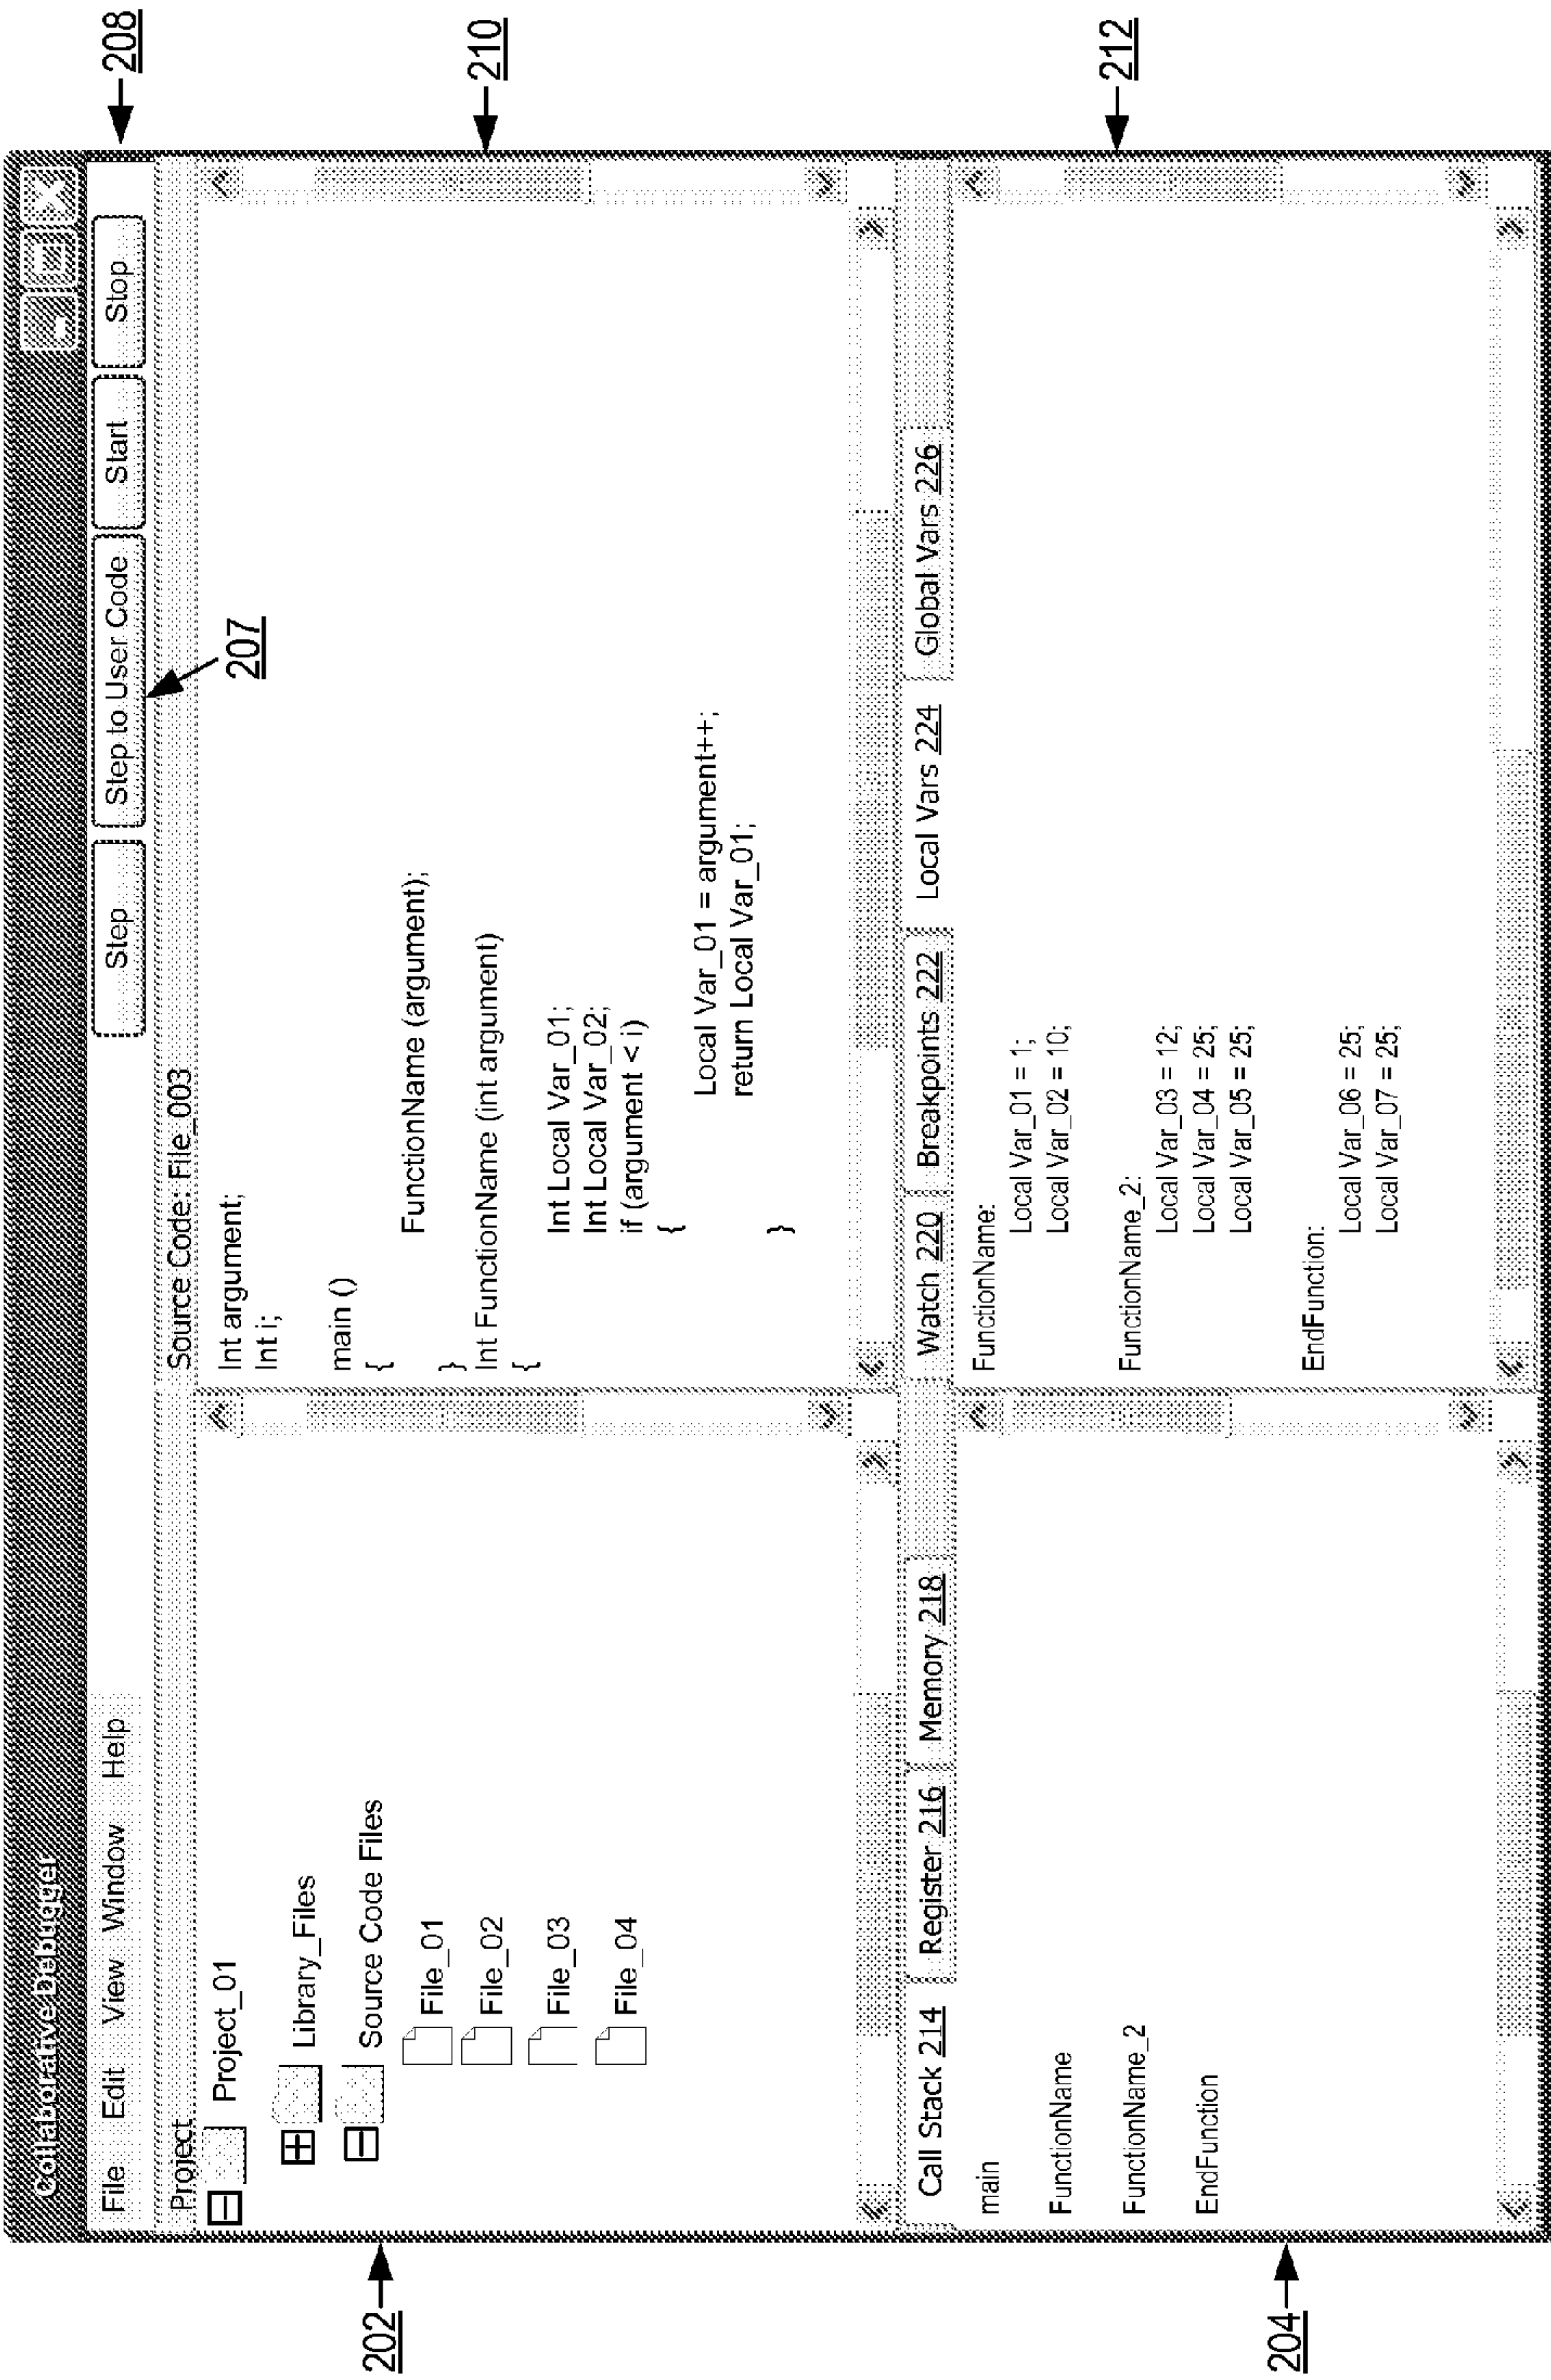 Collaborative Debugger
File Edit View Window Help
Step
Step to User Code
Start
Stop
208
207
Project
Project_01
Library_Files
Source Code Files
File_01
File_02
File_03
File_04
202
Source Code: File_003
Int argument;
Int i;
main ()
{
FunctionName (argument);
}
Int FunctionName (int argument)
{
Int Local Var_01;
Int Local Var_02;
if (argument < i)
{
Local Var_01 = argument++;
return Local Var_01;
}
210
Call Stack 214
Register 216
Memory 218
main
FunctionName
FunctionName_2
EndFunction
204
Watch 220
Breakpoints 222
Local Vars 224
Global Vars 226
FunctionName:
Local Var_01 = 1;
Local Var_02 = 10;
FunctionName_2:
Local Var_03 = 12;
Local Var_04 = 25;
Local Var_05 = 25;
EndFunction:
Local Var_06 = 25;
Local Var_07 = 25;
212